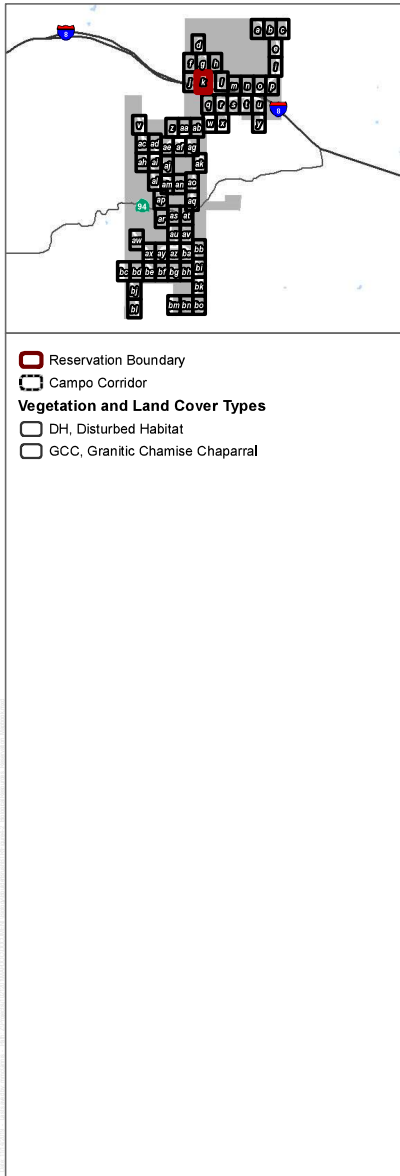 8
a b c
d e
f g h i
j k l m n o p
q r s t u 8
v z aa ab w x y
ac ad ae af ag
ah ai aj ak
al am an ao
94 ap aq
ar as at
aw au av
ax ay az ba bb
bc bd be bf bg bh bi
bj bk
bl bm bn bo
Reservation Boundary
Campo Corridor
Vegetation and Land Cover Types
DH, Disturbed Habitat
GCC, Granitic Chamise Chaparral